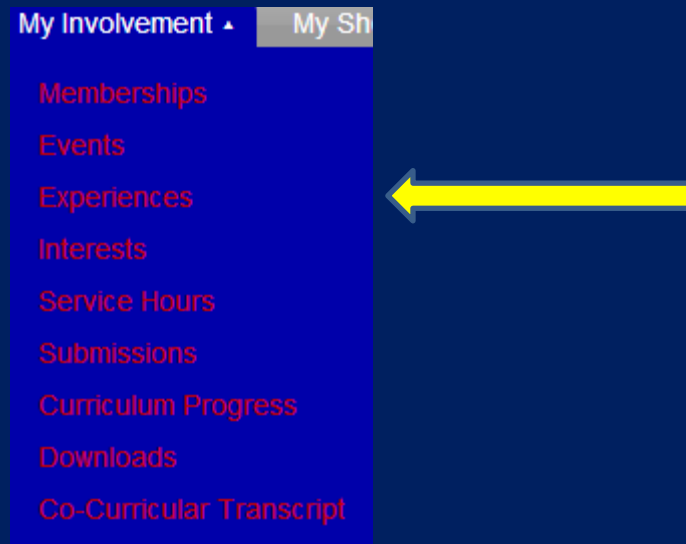 My Involvement ▴ My Sh
Memberships
Events
Experiences
Interests
Service Hours
Submissions
Curriculum Progress
Downloads
Co-Curricular Transcript